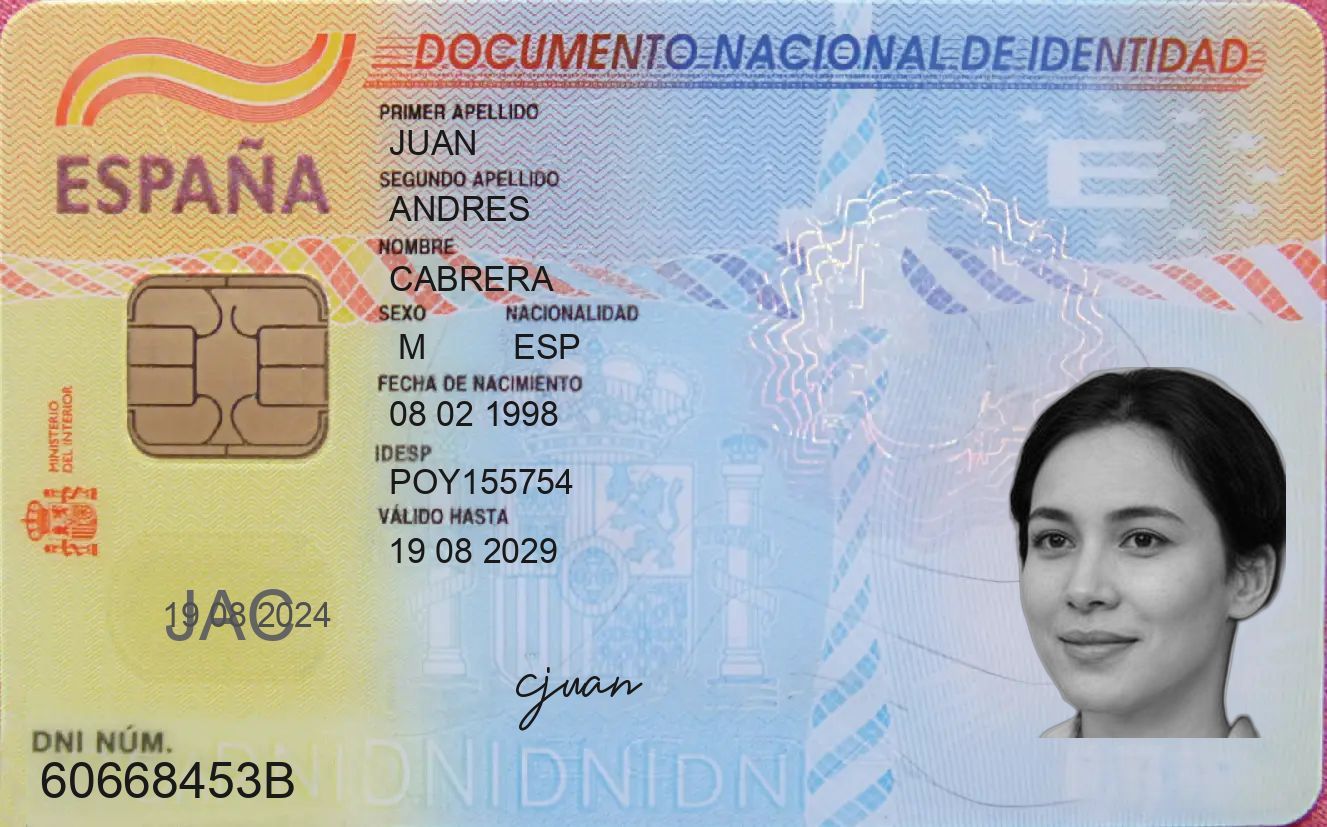 DOCUMENTO NACIONAL DE IDENTIDAD
ESPAÑA
PRIMER APELLIDO
JUAN
SEGUNDO APELLIDO
ANDRES
NOMBRE
CABRERA
SEXO NACIONALIDAD
M ESP
FECHA DE NACIMIENTO
08 02 1998
IDESP
POY155754
VÁLIDO HASTA
19 08 2029
MINISTERIO
DEL INTERIOR
E
19 08 2024
JAC
cjuan
DNI NÚM.
60668453B
DNIDNIDNIDNI